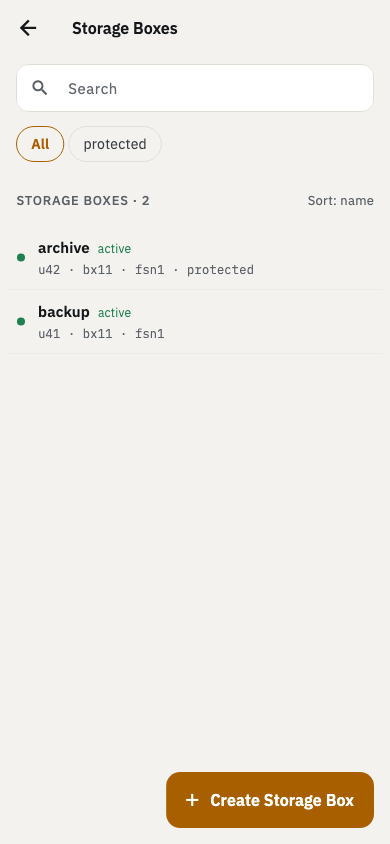 Storage Boxes
Search
All
protected
STORAGE BOXES · 2
Sort: name
archive active
u42 · bx11 · fsn1 · protected
backup active
u41 · bx11 · fsn1
+ Create Storage Box